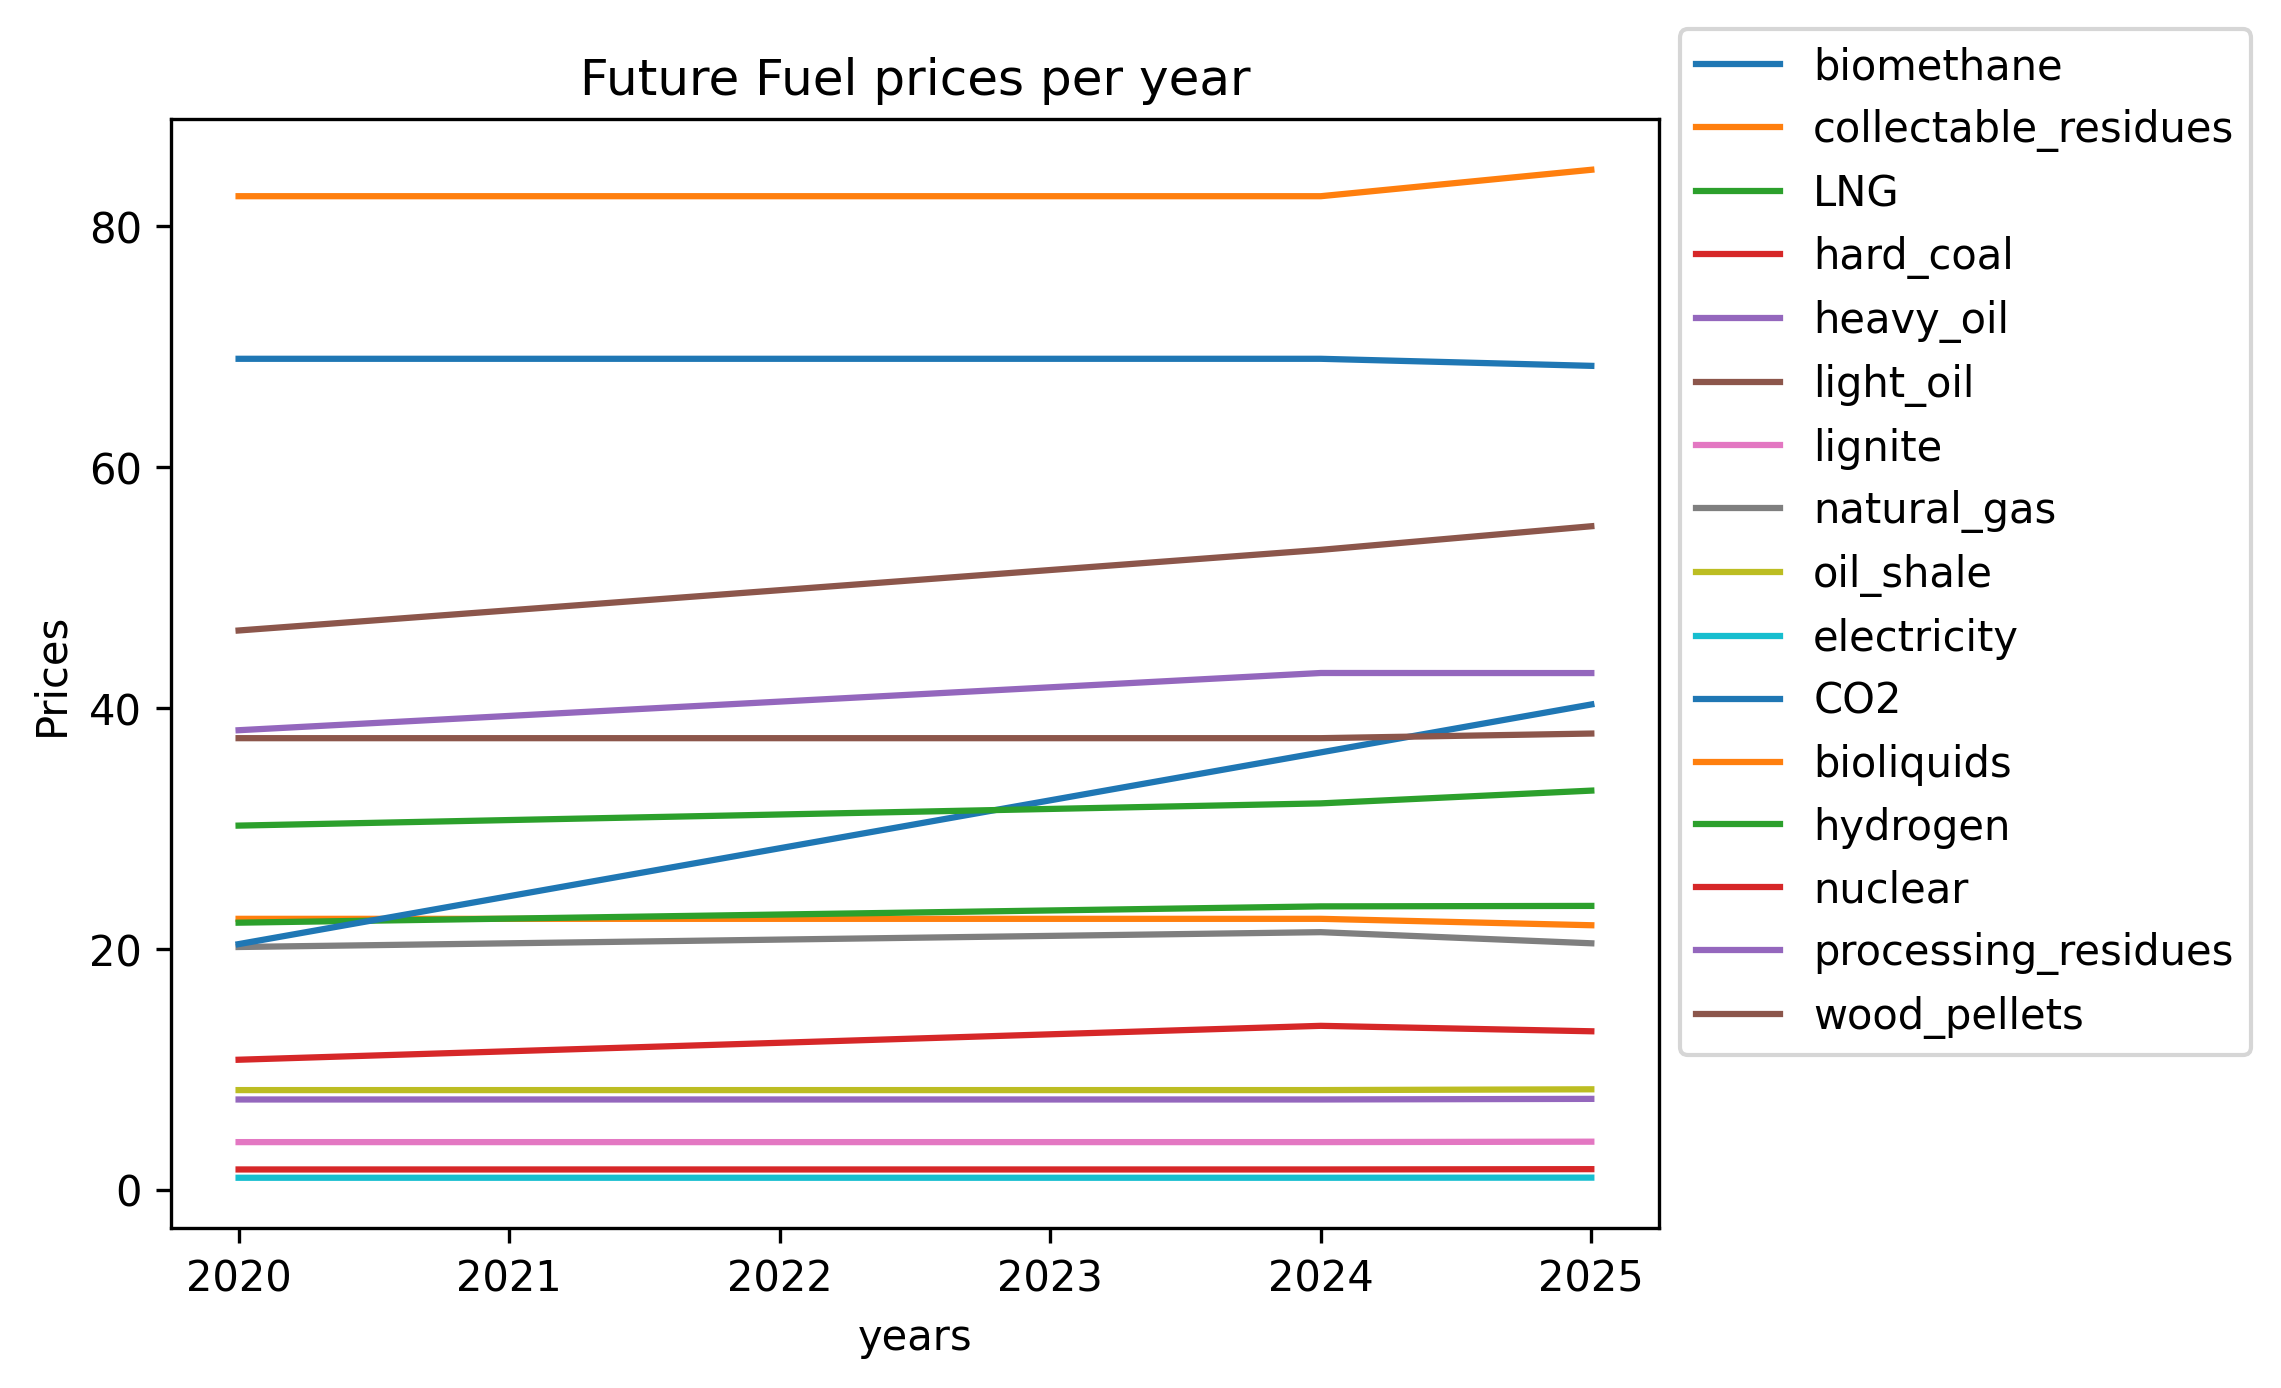 Future Fuel prices per year
Prices
80
60
40
20
0
2020 2021 2022 2023 2024 2025
years
biomethane
collectable_residues
LNG
hard_coal
heavy_oil
light_oil
lignite
natural_gas
oil_shale
electricity
CO2
bioliquids
hydrogen
nuclear
processing_residues
wood_pellets